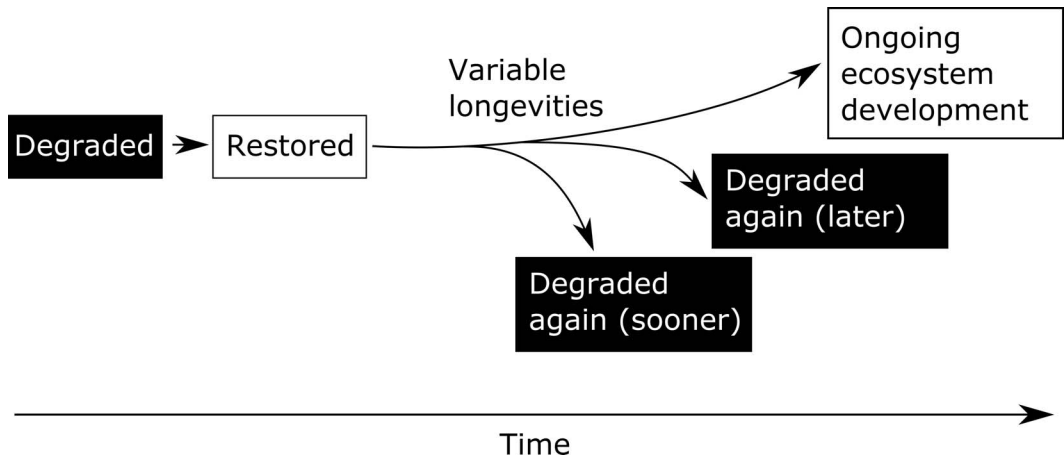 Degraded
Restored
Variable
longevities
Ongoing
ecosystem
development
Degraded
again (later)
Degraded
again (sooner)
Time